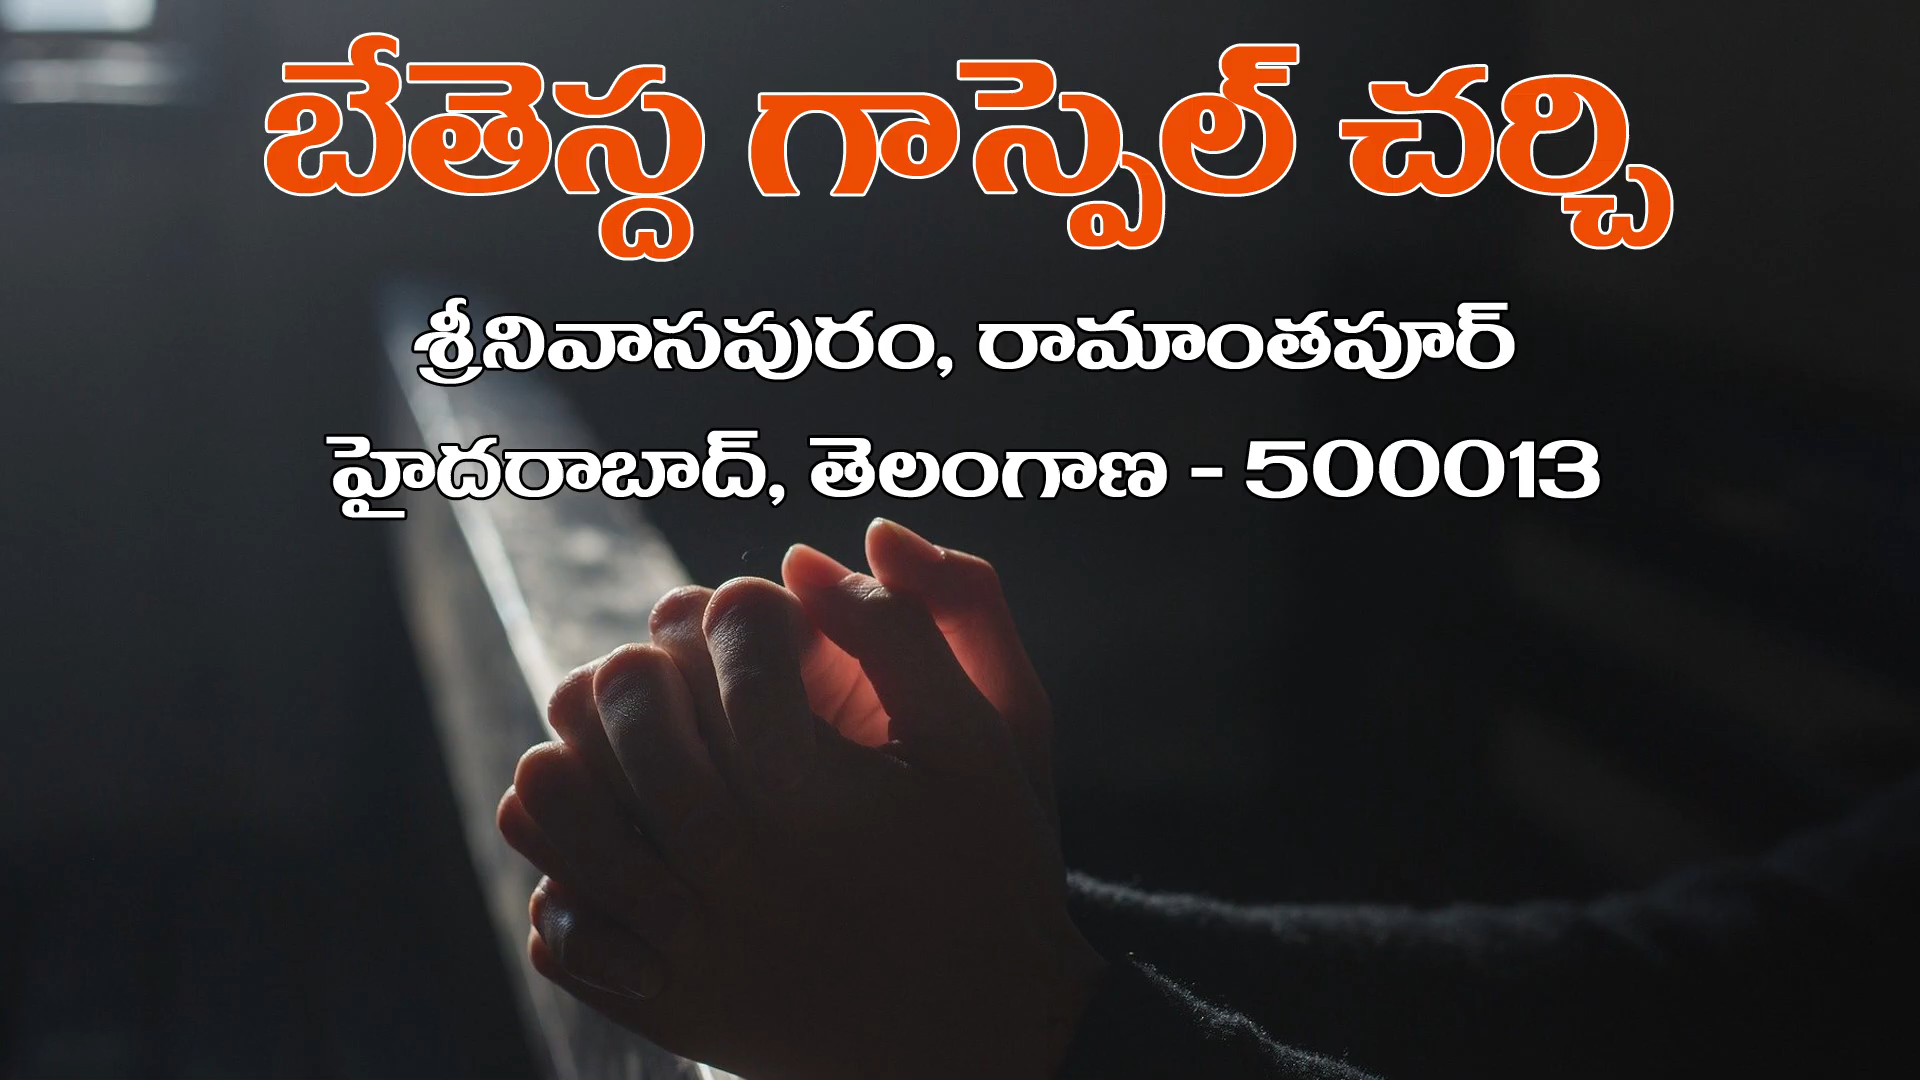 బేతెస్ద గాస్పెల్ చర్చి
శ్రీనివాసపురం, రామాంతపూర్
హైదరాబాద్, తెలంగాణ - 500013